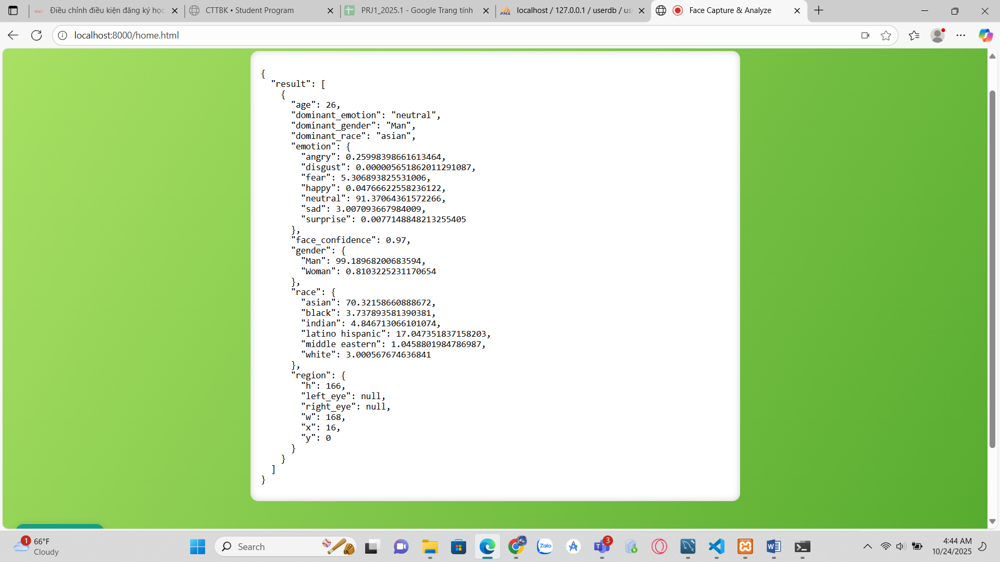 Điều chỉnh điều kiện đăng ký học
CTTBK • Student Program
PRJ1_2025.1 - Google Trang tính
localhost / 127.0.0.1 / userdb / us
Face Capture & Analyze
localhost:8000/home.html
{
  "result": [
    {
      "age": 26,
      "dominant_emotion": "neutral",
      "dominant_gender": "Man",
      "dominant_race": "asian",
      "emotion": {
        "angry": 0.25998398661613464,
        "disgust": 0.000005651862011291087,
        "fear": 5.306893825531006,
        "happy": 0.04766622558236122,
        "neutral": 91.37064361572266,
        "sad": 3.007093667984009,
        "surprise": 0.0077148848213255405
      },
      "face_confidence": 0.97,
      "gender": {
        "Man": 99.18968200683594,
        "Woman": 0.8103225231170654
      },
      "race": {
        "asian": 70.32158660888672,
        "black": 3.737893581390381,
        "indian": 4.846713066101074,
        "latino hispanic": 17.047351837158203,
        "middle eastern": 1.0458801984786987,
        "white": 3.000567674636841
      },
      "region": {
        "h": 166,
        "left_eye": null,
        "right_eye": null,
        "w": 168,
        "x": 16,
        "y": 0
      }
    }
  ]
}
1
66°F
Cloudy
Search
Zalo
3
4:44 AM
10/24/2025